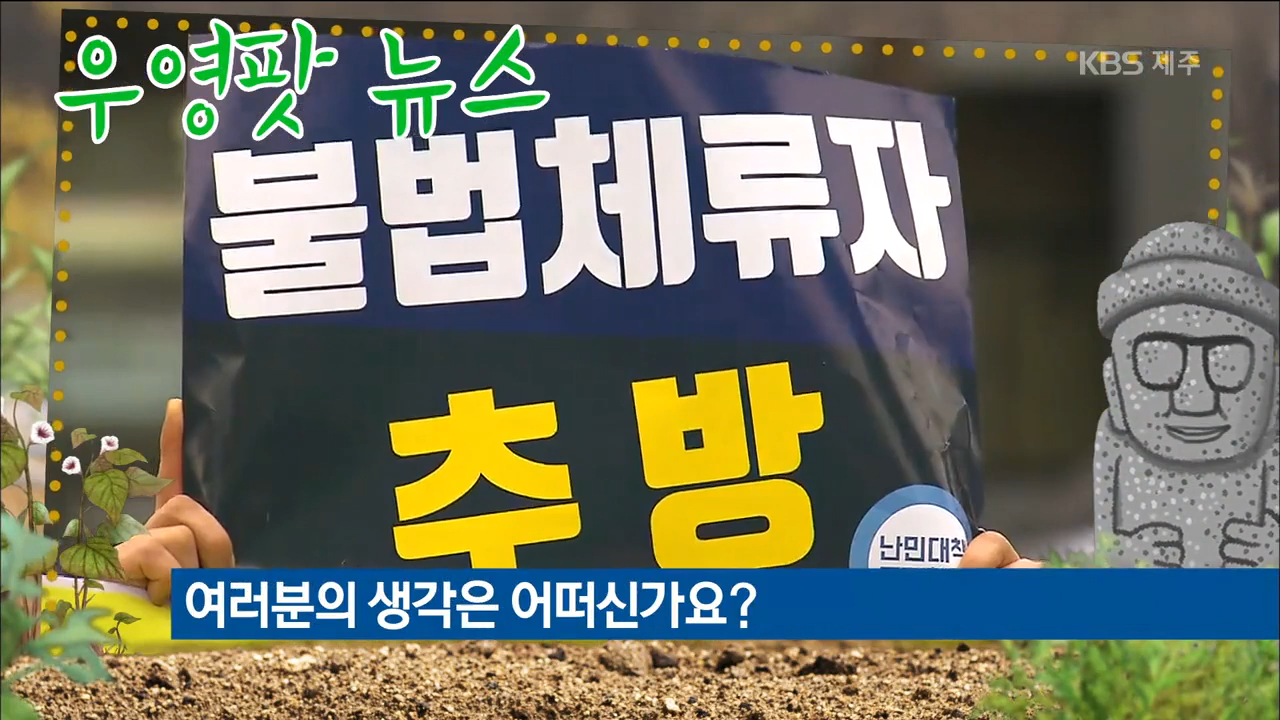 우영팟 뉴스
KBS 제주
불법체류자
추방
난민대책
여러분의 생각은 어떠신가요?